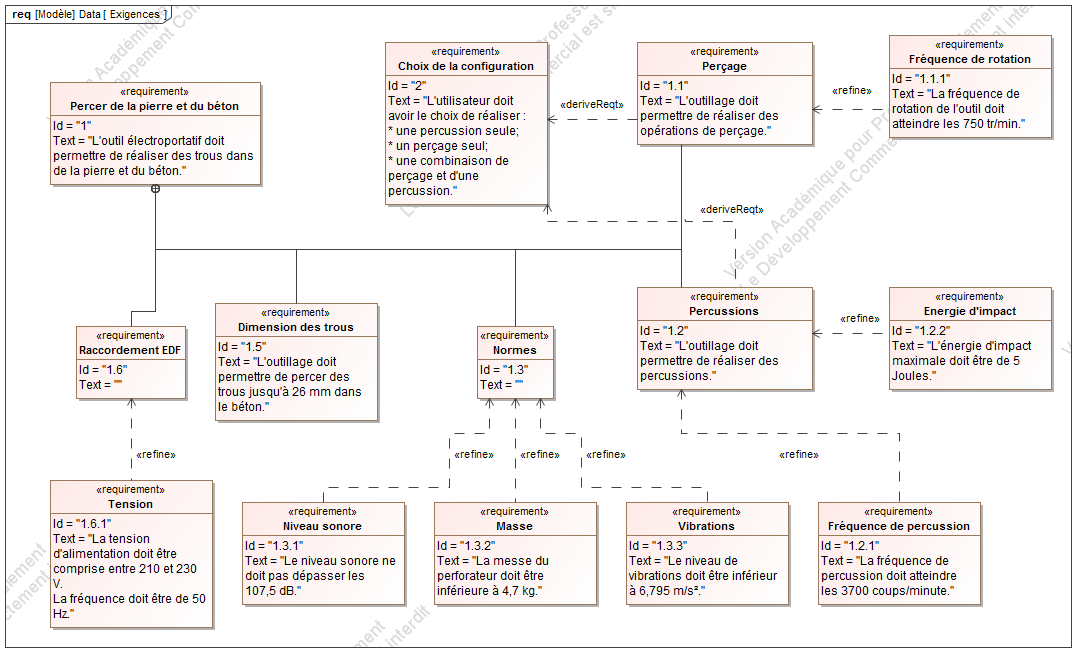 req [Modèle] Data [ Exigences ]
«requirement»
Percer de la pierre et du béton
Id = "1"
Text = "L'outil électroportatif doit
permettre de réaliser des trous dans
de la pierre et du béton."
«requirement»
Choix de la configuration
Id = "2"
Text = "L'utilisateur doit
avoir le choix de réaliser :
* une percussion seule;
* un perçage seul;
* une combinaison de
perçage et d'une
percussion."
«deriveReqt»
«requirement»
Perçage
Id = "1.1"
Text = "L'outillage doit
permettre de réaliser des
opérations de perçage."
«refine»
«requirement»
Fréquence de rotation
Id = "1.1.1"
Text = "La fréquence de
rotation de l'outil doit
atteindre les 750 tr/min."
«deriveReqt»
«requirement»
Raccordement EDF
Id = "1.6"
Text = ""
«requirement»
Dimension des trous
Id = "1.5"
Text = "L'outillage doit
permettre de percer des
trous jusqu'à 26 mm dans
le béton."
«requirement»
Normes
Id = "1.3"
Text = ""
«requirement»
Percussions
Id = "1.2"
Text = "L'outillage doit
permettre de réaliser des
percussions."
«refine»
«requirement»
Energie d'impact
Id = "1.2.2"
Text = "L'énergie d'impact
maximale doit être de 5
Joules."
«refine»
«refine»
«refine»
«refine»
«refine»
«requirement»
Tension
Id = "1.6.1"
Text = "La tension
d'alimentation doit être
comprise entre 210 et 230
V.
La fréquence doit être de 50
Hz."
«requirement»
Niveau sonore
Id = "1.3.1"
Text = "Le niveau sonore ne
doit pas dépasser les
107,5 dB."
«requirement»
Masse
Id = "1.3.2"
Text = "La messe du
perforateur doit être
inférieure à 4,7 kg."
«requirement»
Vibrations
Id = "1.3.3"
Text = "Le niveau de
vibrations doit être inférieur
à 6,795 m/s²."
«requirement»
Fréquence de percussion
Id = "1.2.1"
Text = "La fréquence de
percussion doit atteindre
les 3700 coups/minute."
Version Académique pour
Le Développement